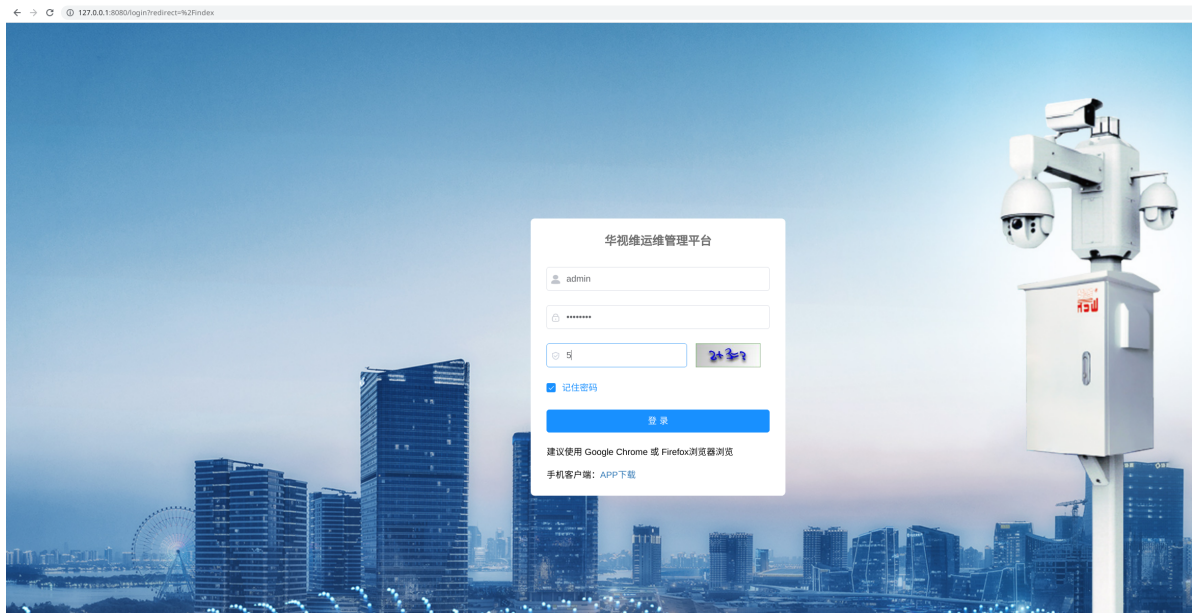 127.0.0.1:8080/login?redirect=%2Findex
华视维运维管理平台
admin
••••••••
5
2+3=?
记住密码
登 录
建议使用 Google Chrome 或 Firefox浏览器浏览
手机客户端：APP下载